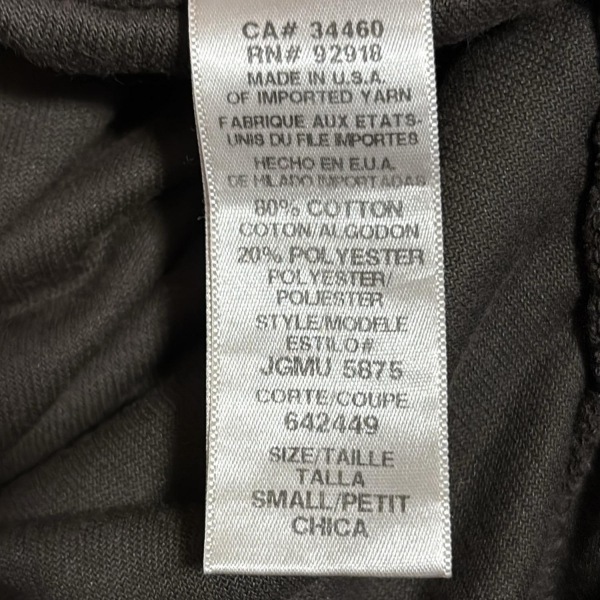 CA# 34460
RN# 92918
MADE IN U.S.A.
OF IMPORTED YARN
FABRIQUE AUX ETATS-
UNIS DU FILE IMPORTES
HECHO EN E.U.A.
DE HILADO IMPORTADAS
80% COTTON
COTON/ALGODON
20% POLYESTER
POLYESTER/
POLIESTER
STYLE/MODELE
ESTILO#
JGMU 5875
CORTE/COUPE
642449
SIZE/TAILLE
TALLA
SMALL/PETIT
CHICA